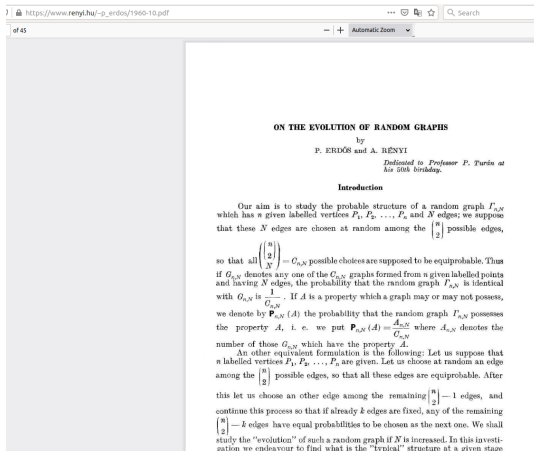 https://www.renyi.hu/~p_erdos/1960-10.pdf
Search
of 45
Automatic Zoom
ON THE EVOLUTION OF RANDOM GRAPHS
by
P. ERDŐS and A. RÉNYI
Dedicated to Professor P. Turán at
his 50th birthday.
Introduction
Our aim is to study the probable structure of a random graph Γn,N
which has n given labelled vertices P1, P2, ..., Pn and N edges; we suppose
that these N edges are chosen at random among the (n 2) possible edges,
so that all ((n 2) N) = Cn,N possible choices are supposed to be equiprobable. Thus
if Gn,N denotes any one of the Cn,N graphs formed from n given labelled points
and having N edges, the probability that the random graph Γn,N is identical
with Gn,N is 1/Cn,N . If A is a property which a graph may or may not possess,
we denote by Pn,N (A) the probability that the random graph Γn,N possesses
the property A, i. e. we put Pn,N (A) = An,N/Cn,N where An,N denotes the
number of those Gn,N which have the property A.
An other equivalent formulation is the following: Let us suppose that
n labelled vertices P1, P2, ..., Pn are given. Let us choose at random an edge
among the (n 2) possible edges, so that all these edges are equiprobable. After
this let us choose an other edge among the remaining (n 2) — 1 edges, and
continue this process so that if already k edges are fixed, any of the remaining
(n 2) — k edges have equal probabilities to be chosen as the next one. We shall
study the "evolution" of such a random graph if N is increased. In this investi-
gation we endeavour to find what is the "typical" structure at a given stage